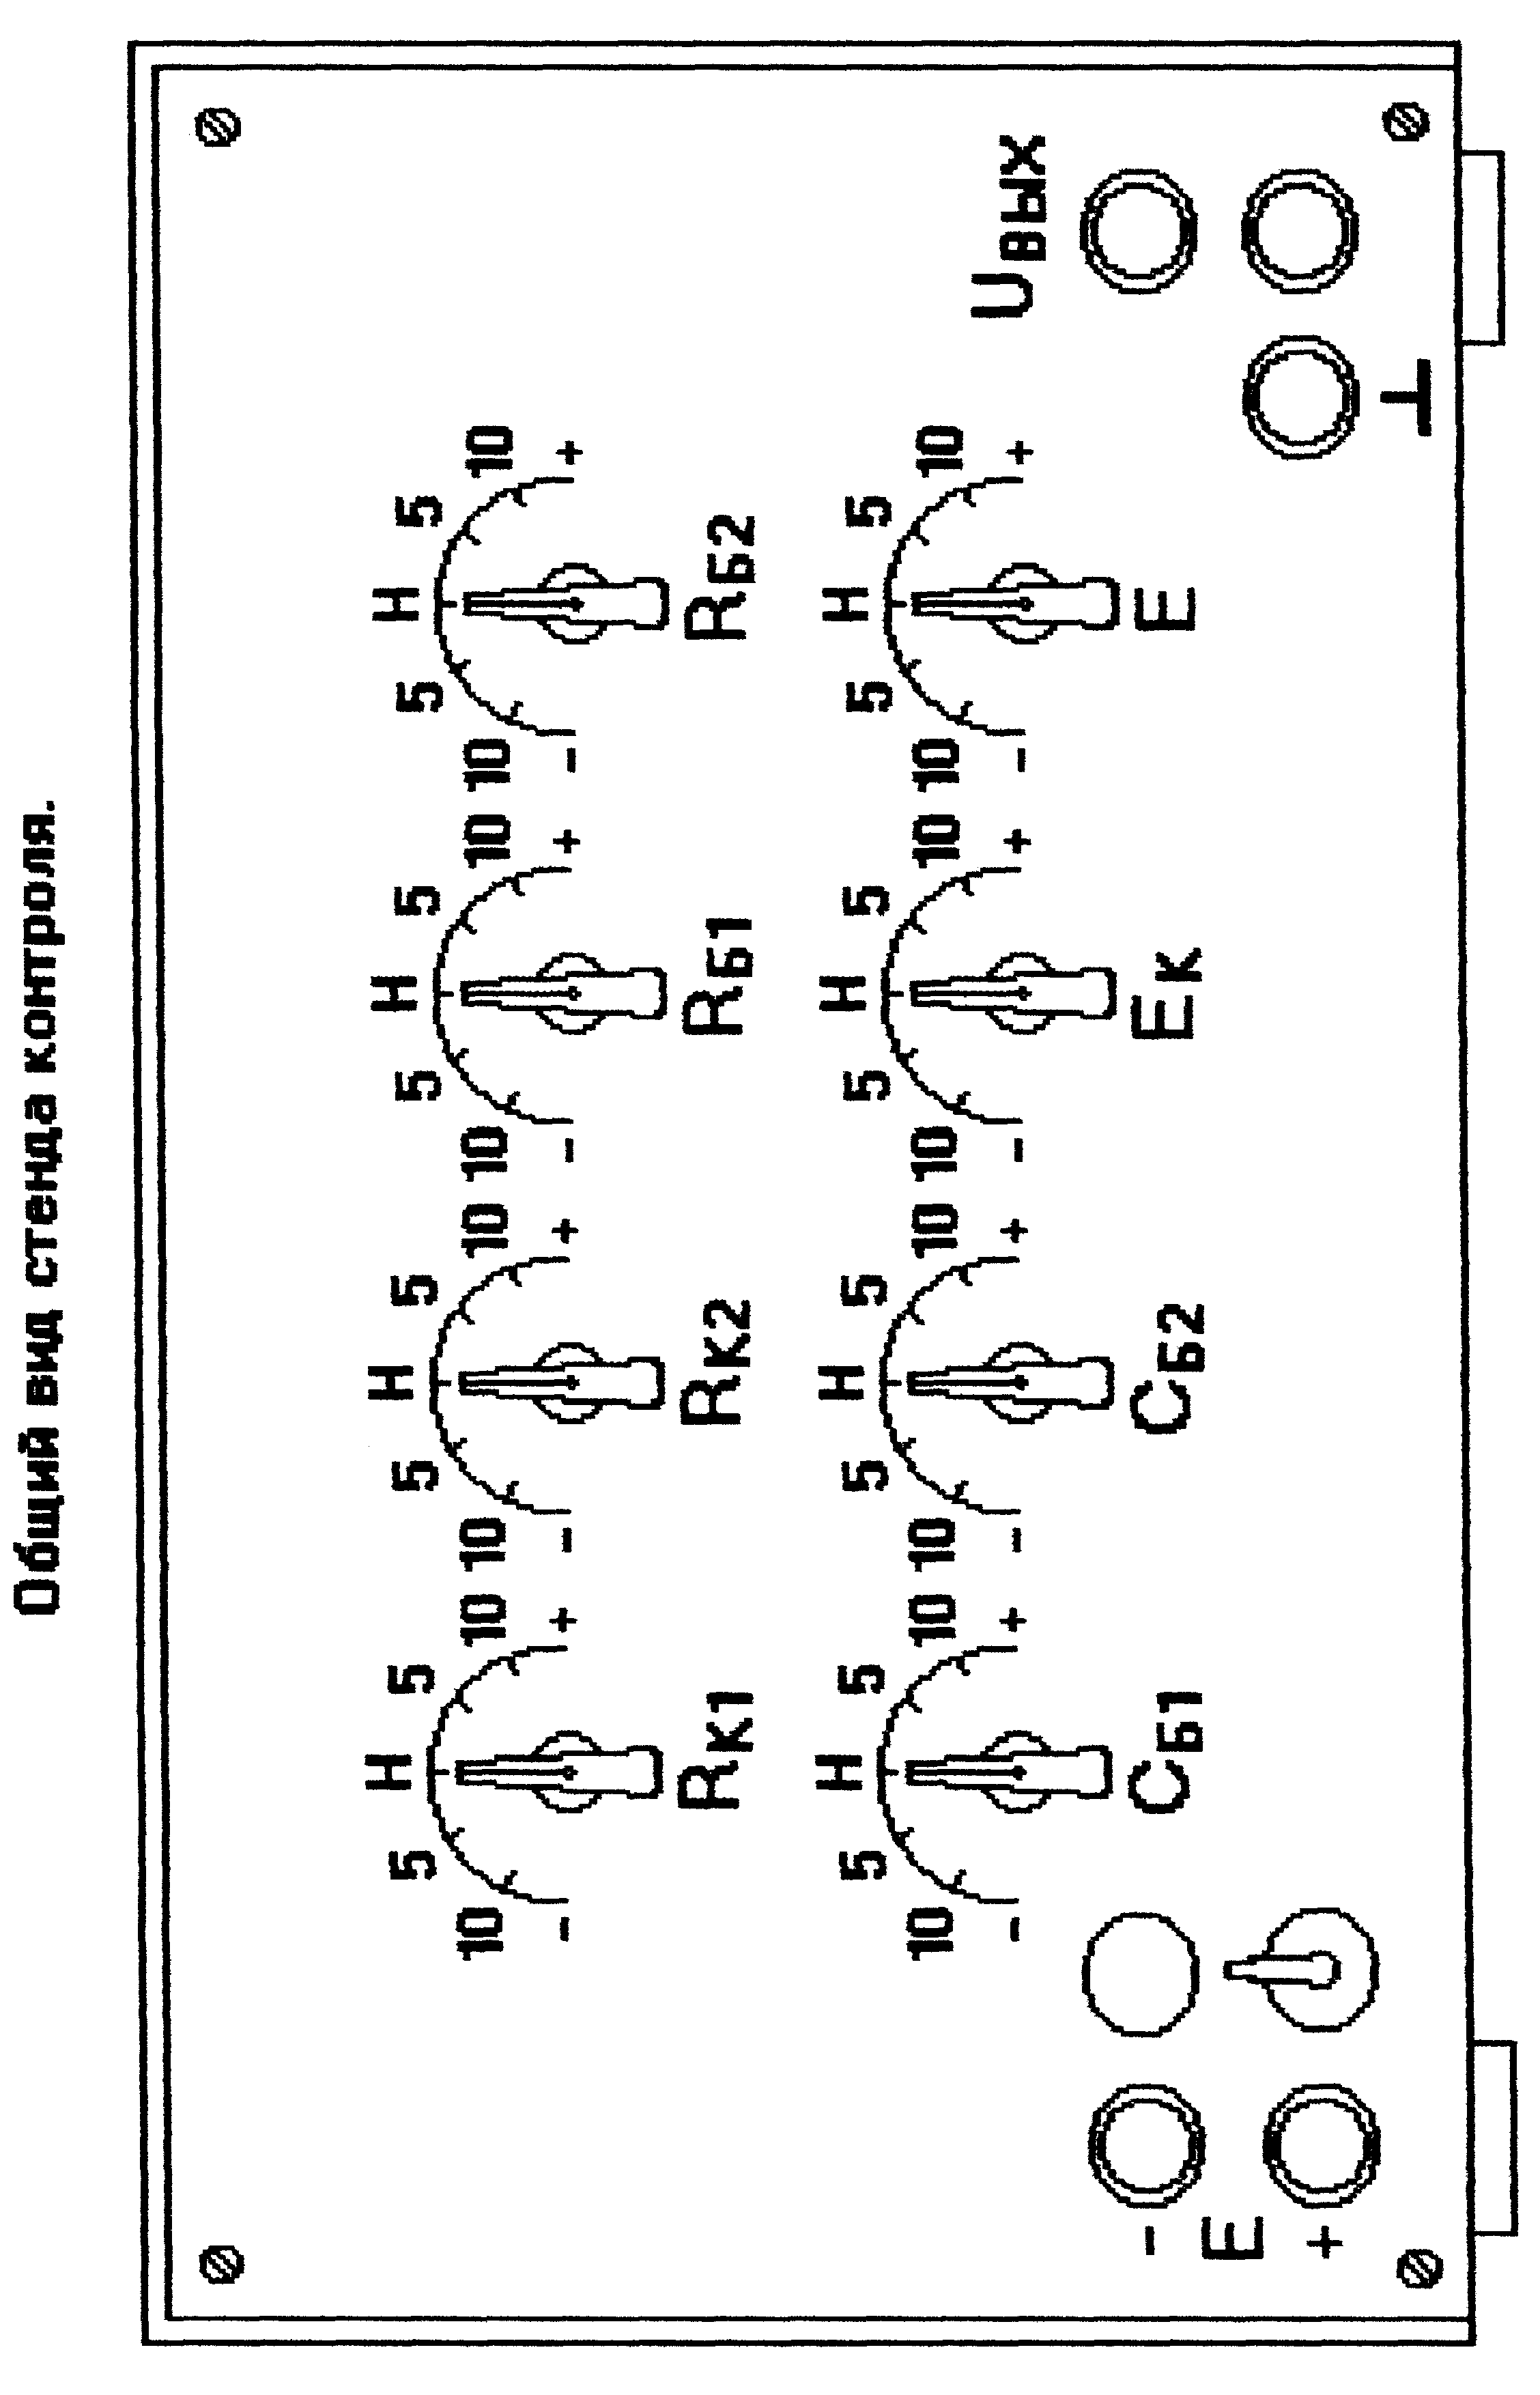 Общий вид стенда контроля.
5 Н 5 5 Н 5 5 Н 5 5 Н 5
10 10 10 10 10 10 10 10
- + - + - + - +
RК1 RК2 RБ1 RБ2
5 Н 5 5 Н 5 5 Н 5 5 Н 5
10 10 10 10 10 10 10 10
- + - + - + - +
СБ1 СБ2 EК E
Uвых
-
E
+
⊥